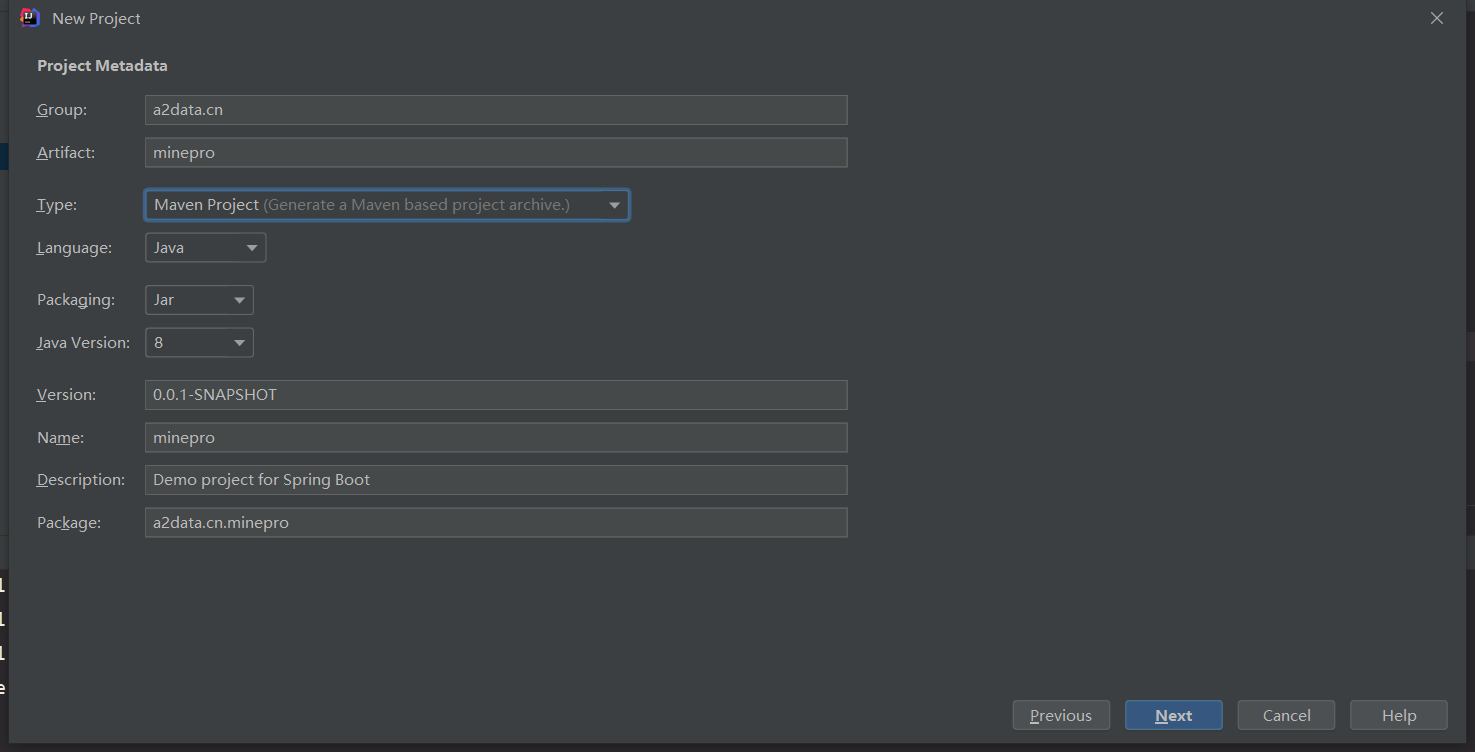 New Project
Project Metadata
Group: a2data.cn
Artifact: minepro
Type: Maven Project (Generate a Maven based project archive.)
Language: Java
Packaging: Jar
Java Version: 8
Version: 0.0.1-SNAPSHOT
Name: minepro
Description: Demo project for Spring Boot
Package: a2data.cn.minepro
Previous Next Cancel Help